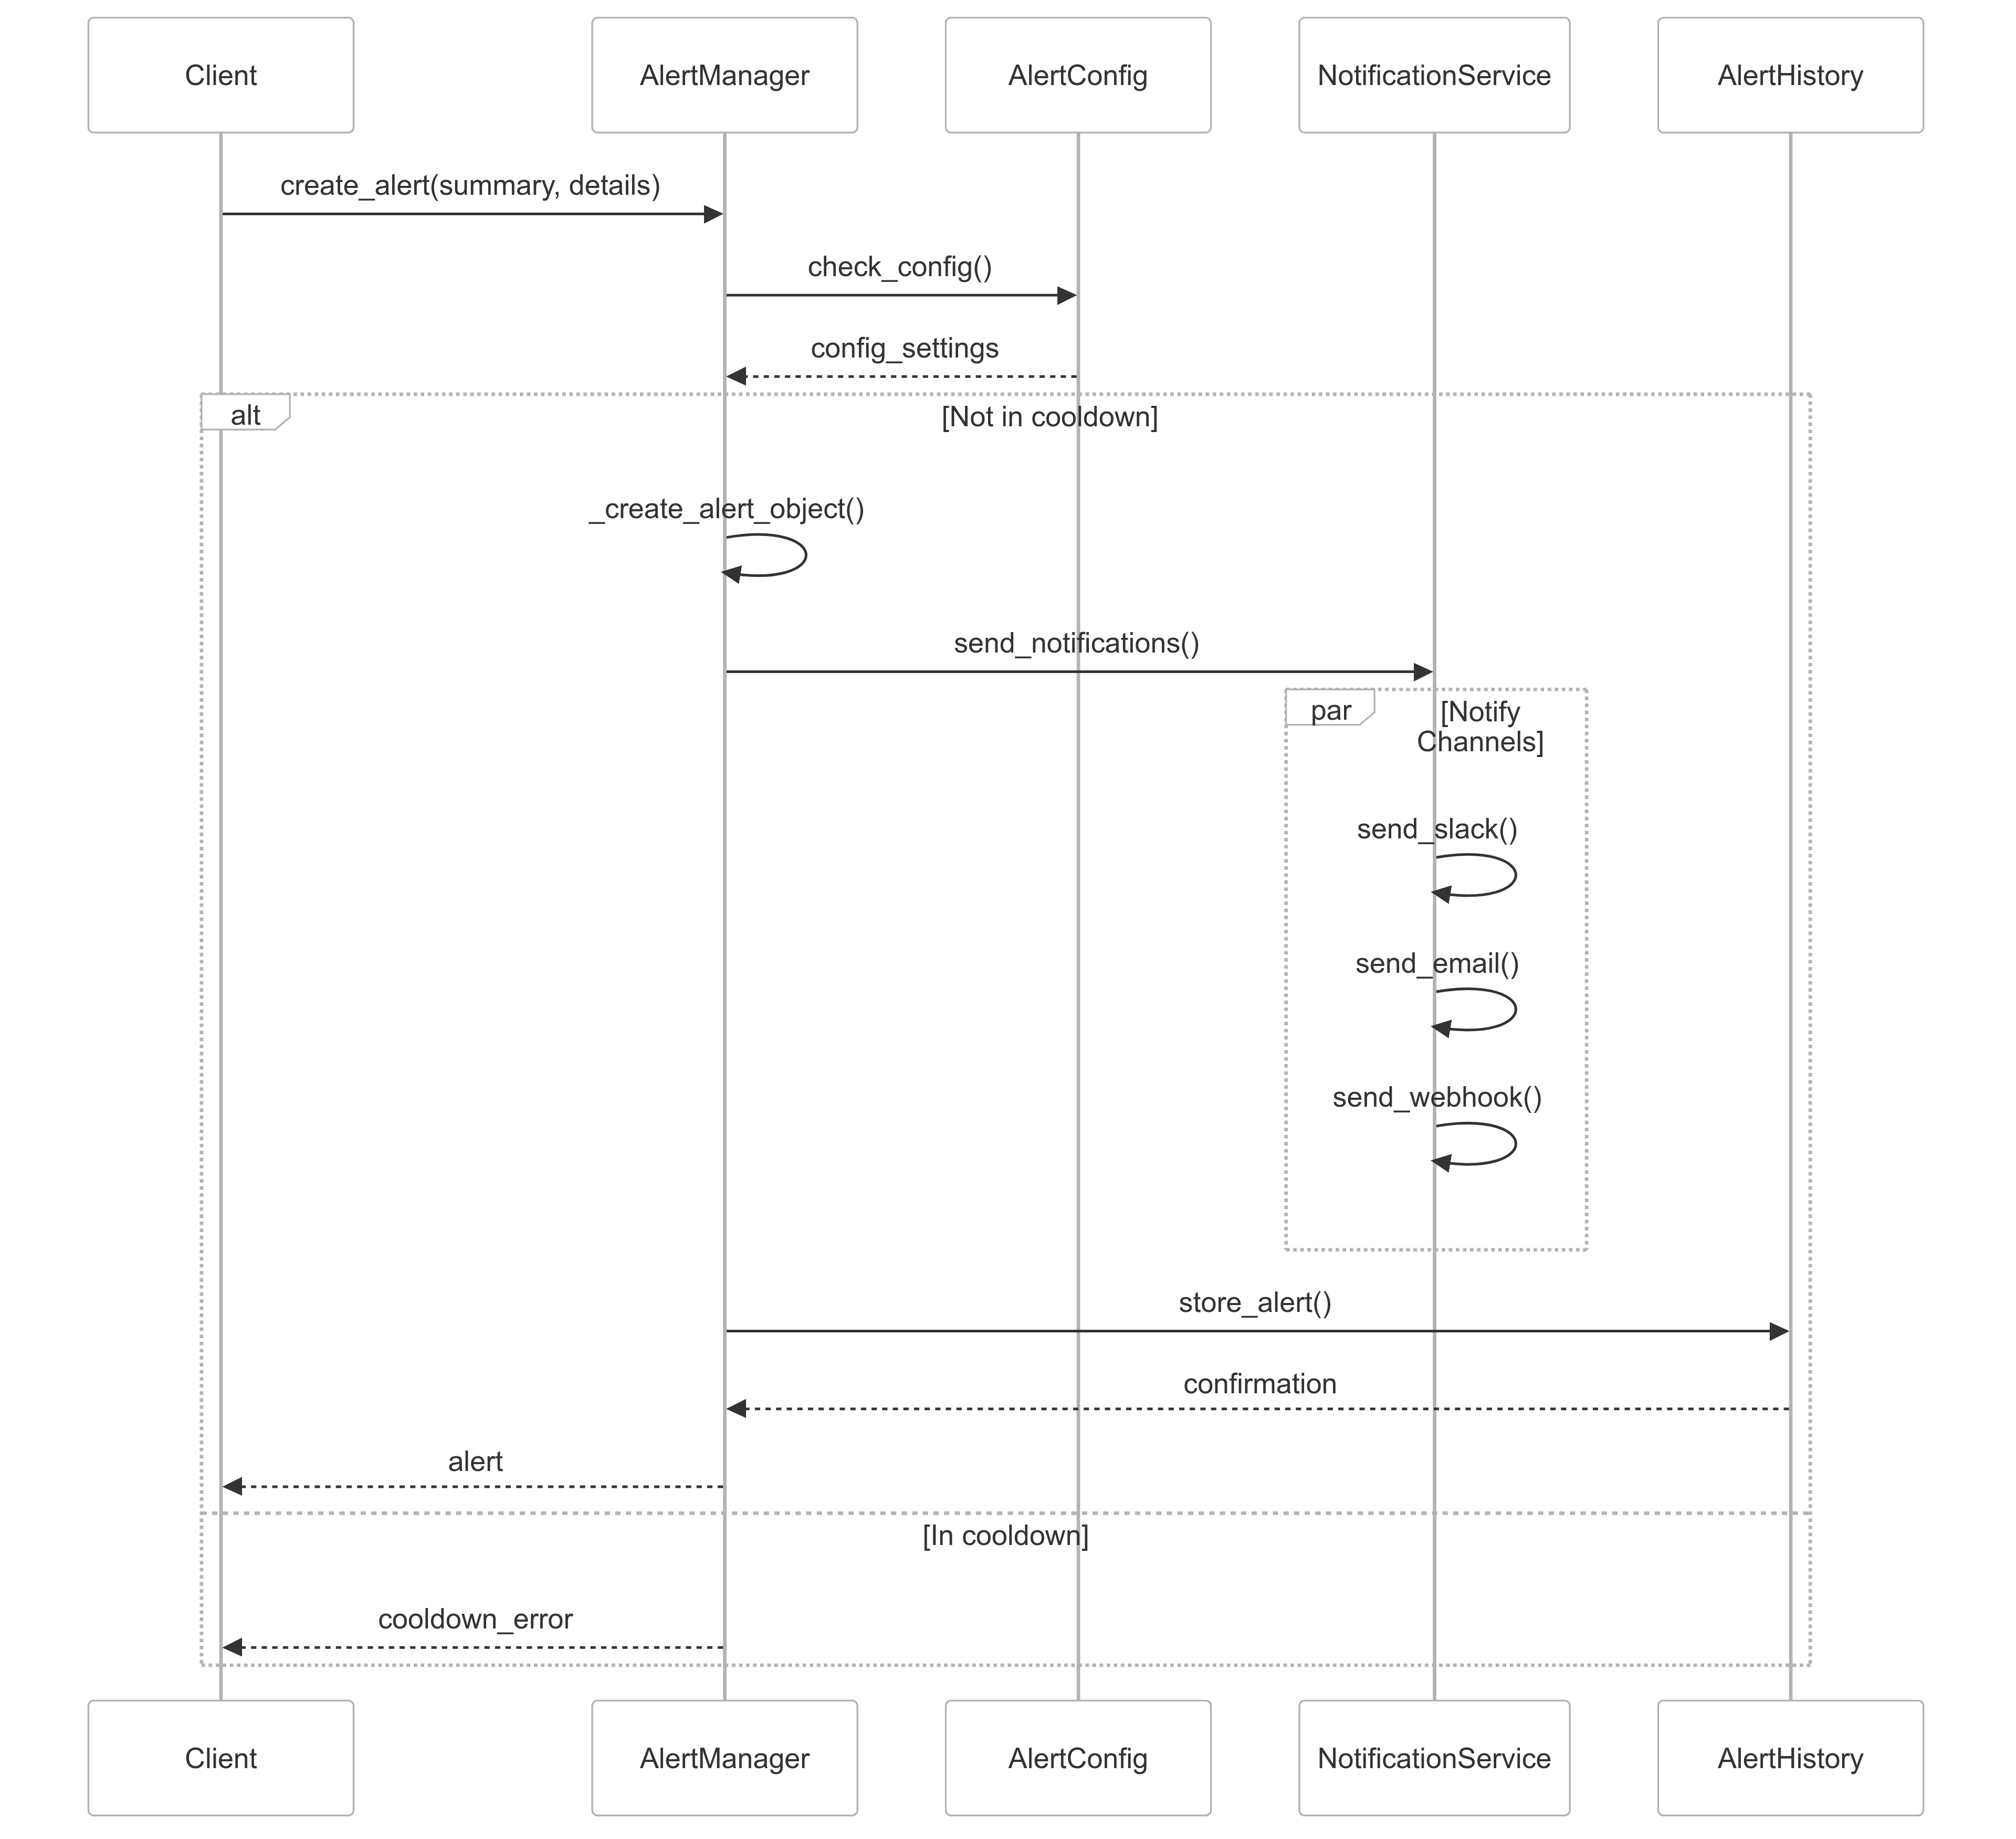 Client
AlertManager
AlertConfig
NotificationService
AlertHistory
create_alert(summary, details)
check_config()
config_settings
alt
[Not in cooldown]
_create_alert_object()
send_notifications()
par
[Notify
Channels]
send_slack()
send_email()
send_webhook()
store_alert()
confirmation
alert
[In cooldown]
cooldown_error
Client
AlertManager
AlertConfig
NotificationService
AlertHistory